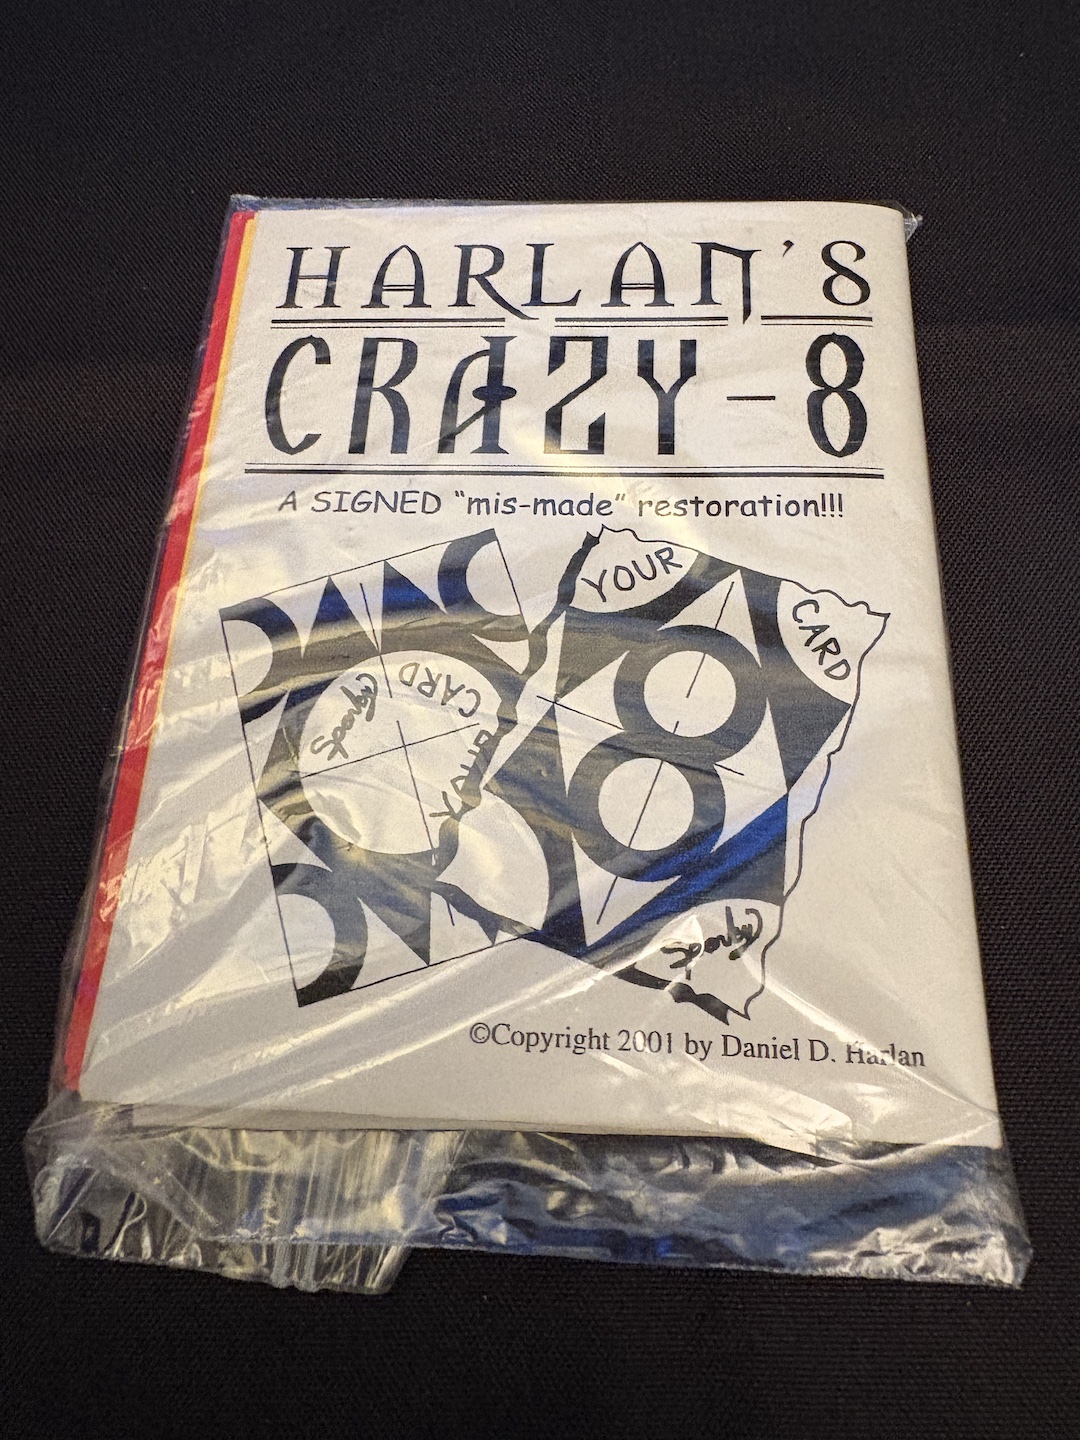 HARLAN'S
CRAZY-8
A SIGNED "mis-made" restoration!!!
YOUR
CARD
CARD
YOUR
©Copyright 2001 by Daniel D. Harlan